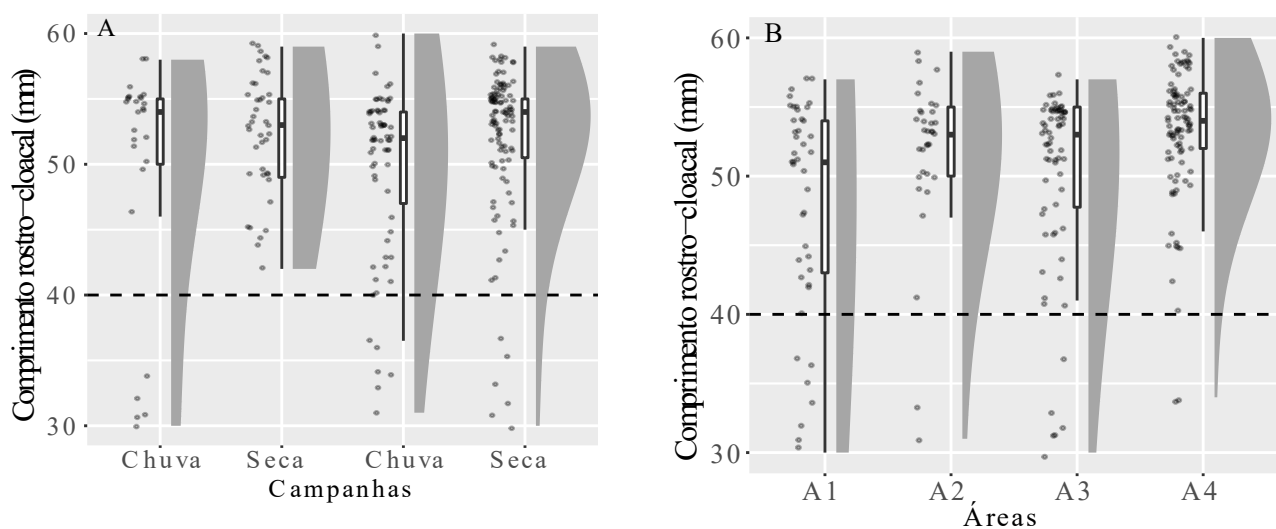 A
Comprimento rostro-cloacal (mm)
60
50
40
30
Chuva Seca Chuva Seca
Campanhas
B
Comprimento rostro-cloacal (mm)
60
50
40
30
A1 A2 A3 A4
Áreas